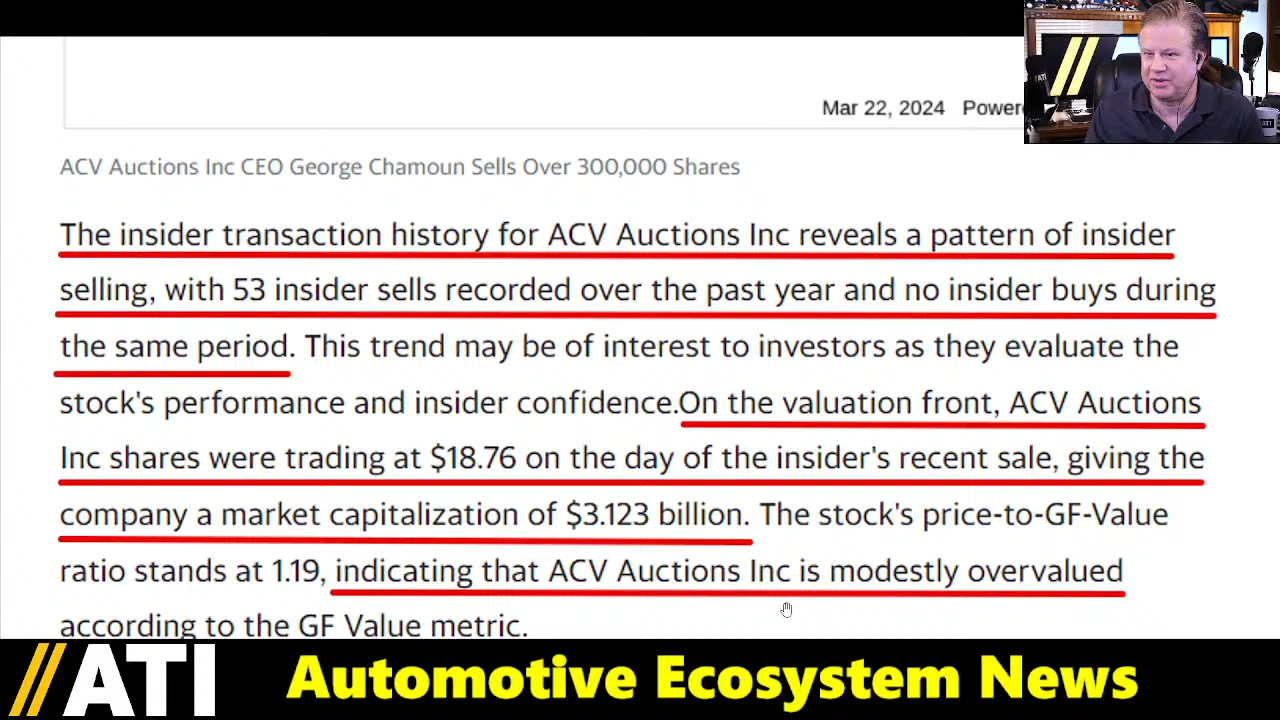 Mar 22, 2024 Power
ACV Auctions Inc CEO George Chamoun Sells Over 300,000 Shares
The insider transaction history for ACV Auctions Inc reveals a pattern of insider
selling, with 53 insider sells recorded over the past year and no insider buys during
the same period. This trend may be of interest to investors as they evaluate the
stock's performance and insider confidence.On the valuation front, ACV Auctions
Inc shares were trading at $18.76 on the day of the insider's recent sale, giving the
company a market capitalization of $3.123 billion. The stock's price-to-GF-Value
ratio stands at 1.19, indicating that ACV Auctions Inc is modestly overvalued
according to the GF Value metric.
//ATI Automotive Ecosystem News
ATI
ATI